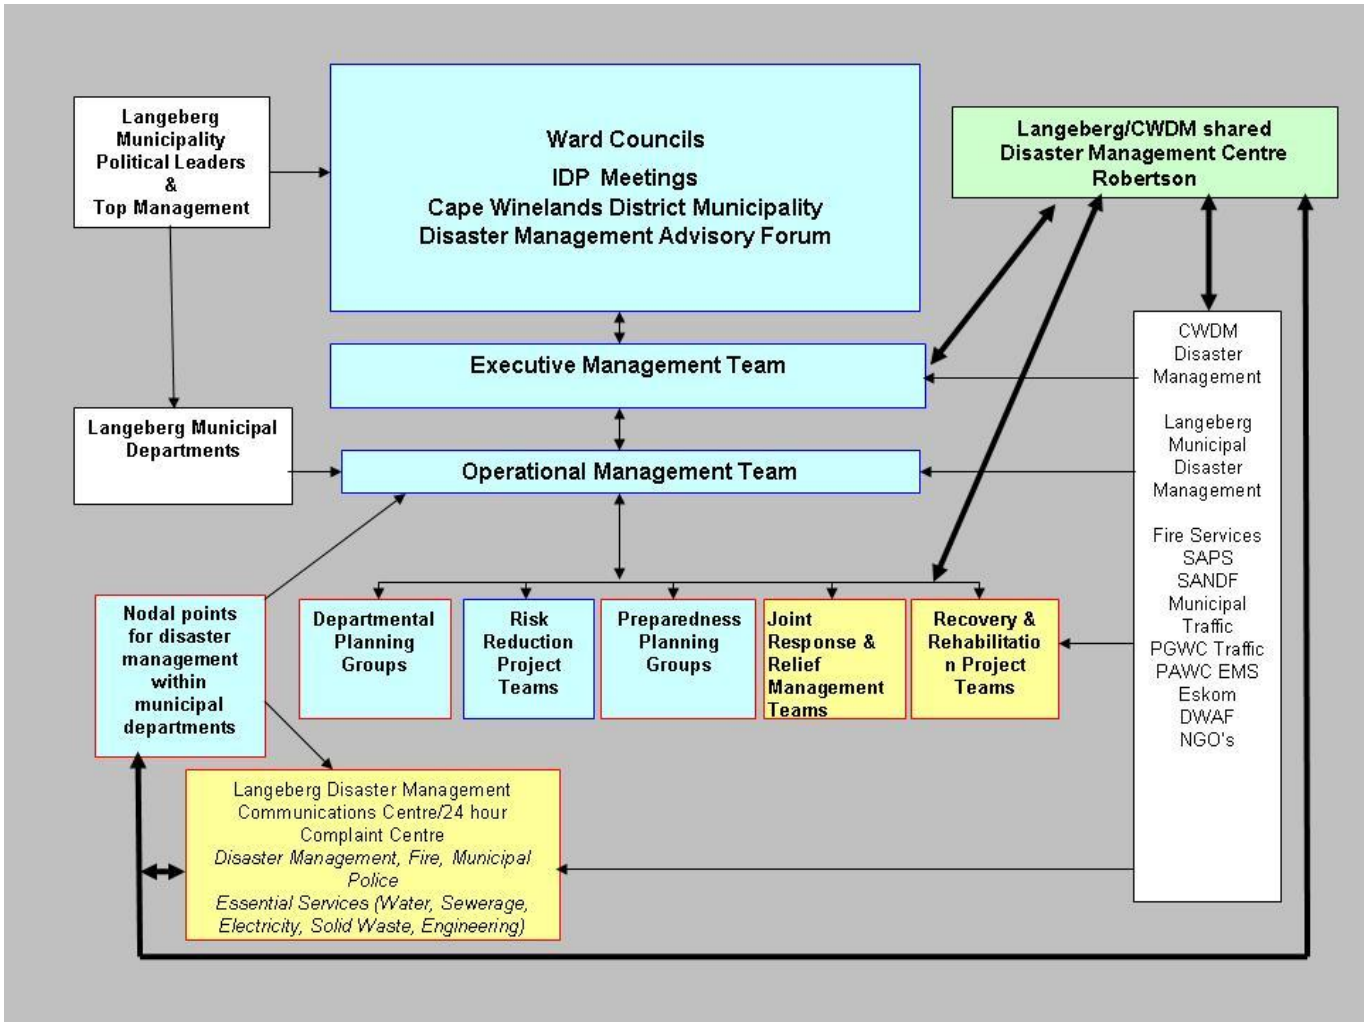 Langeberg
Municipality
Political Leaders
&
Top Management
Ward Councils
IDP Meetings
Cape Winelands District Municipality
Disaster Management Advisory Forum
Langeberg/CWDM shared
Disaster Management Centre
Robertson
Executive Management Team
Langeberg Municipal
Departments
Operational Management Team
CWDM
Disaster
Management
Langeberg
Municipal
Disaster
Management
Fire Services
SAPS
SANDF
Municipal
Traffic
PGWC Traffic
PAWC EMS
Eskom
DWAF
NGO's
Nodal points
for disaster
management
within
municipal
departments
Departmental
Planning
Groups
Risk
Reduction
Project
Teams
Preparedness
Planning
Groups
Joint
Response &
Relief
Management
Teams
Recovery &
Rehabilitatio
n Project
Teams
Langeberg Disaster Management
Communications Centre/24 hour
Complaint Centre
Disaster Management, Fire, Municipal
Police
Essential Services (Water, Sewerage,
Electricity, Solid Waste, Engineering)